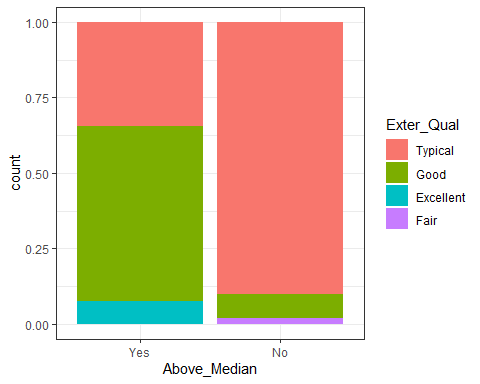 1.00
0.75
0.50
0.25
0.00
count
Yes No
Above_Median
Exter_Qual
Typical
Good
Excellent
Fair